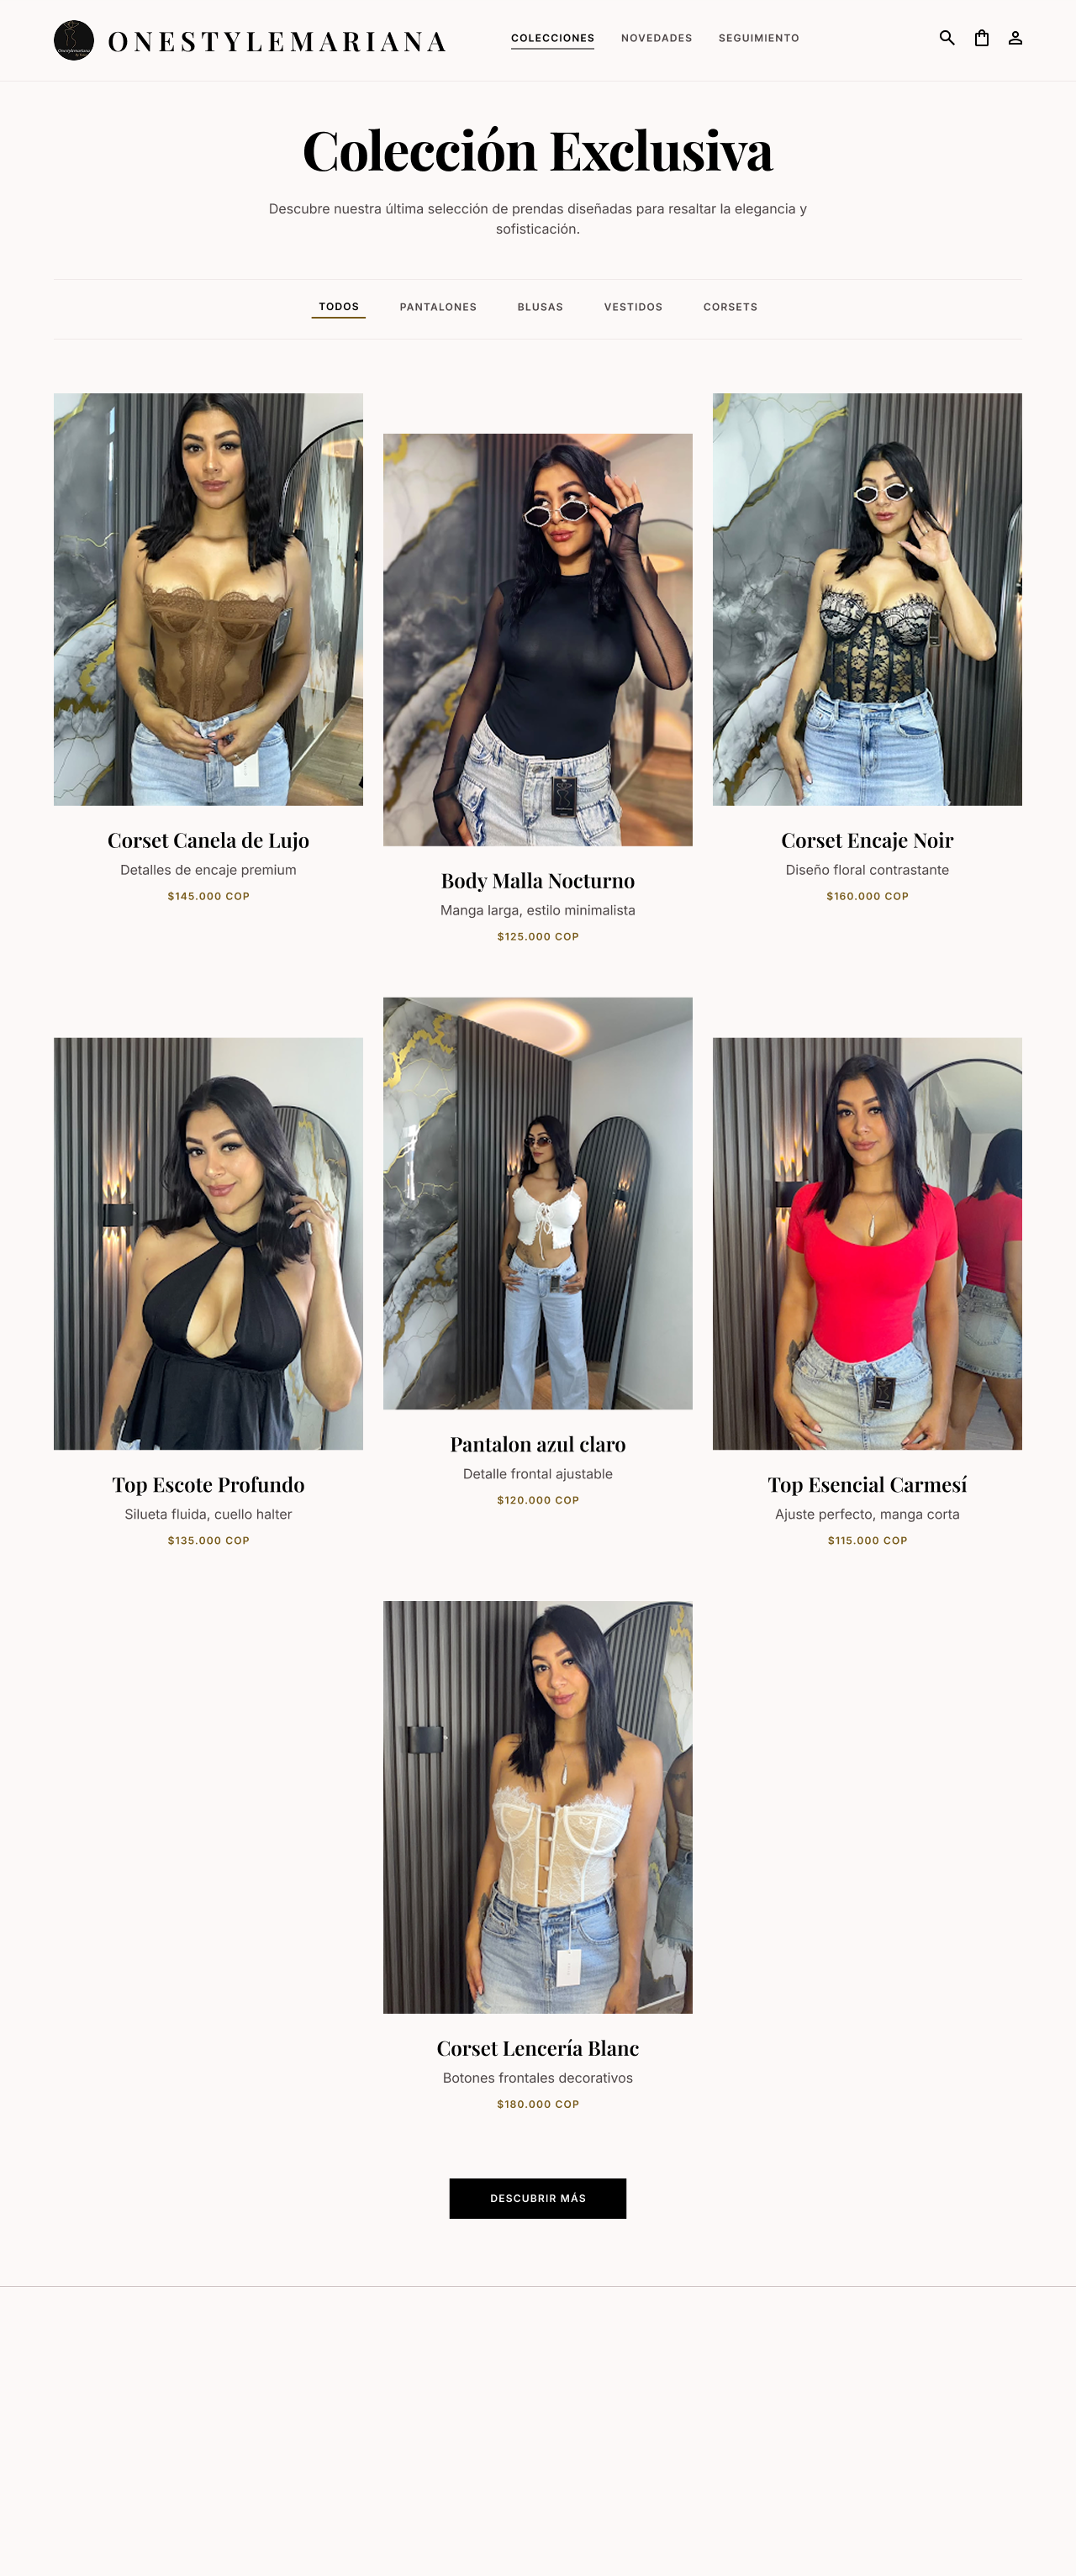 ONESTYLEMARIANA
COLECCIONES NOVEDADES SEGUIMIENTO
Colección Exclusiva
Descubre nuestra última selección de prendas diseñadas para resaltar la elegancia y
sofisticación.
TODOS PANTALONES BLUSAS VESTIDOS CORSETS
Corset Canela de Lujo
Detalles de encaje premium
$145.000 COP
Body Malla Nocturno
Manga larga, estilo minimalista
$125.000 COP
Corset Encaje Noir
Diseño floral contrastante
$160.000 COP
Top Escote Profundo
Silueta fluida, cuello halter
$135.000 COP
Pantalon azul claro
Detalle frontal ajustable
$120.000 COP
Top Esencial Carmesí
Ajuste perfecto, manga corta
$115.000 COP
Corset Lencería Blanc
Botones frontales decorativos
$180.000 COP
DESCUBRIR MÁS